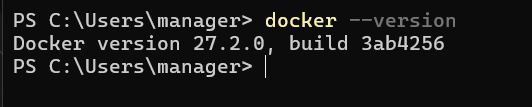 PS C:\Users\manager> docker --version
Docker version 27.2.0, build 3ab4256
PS C:\Users\manager>